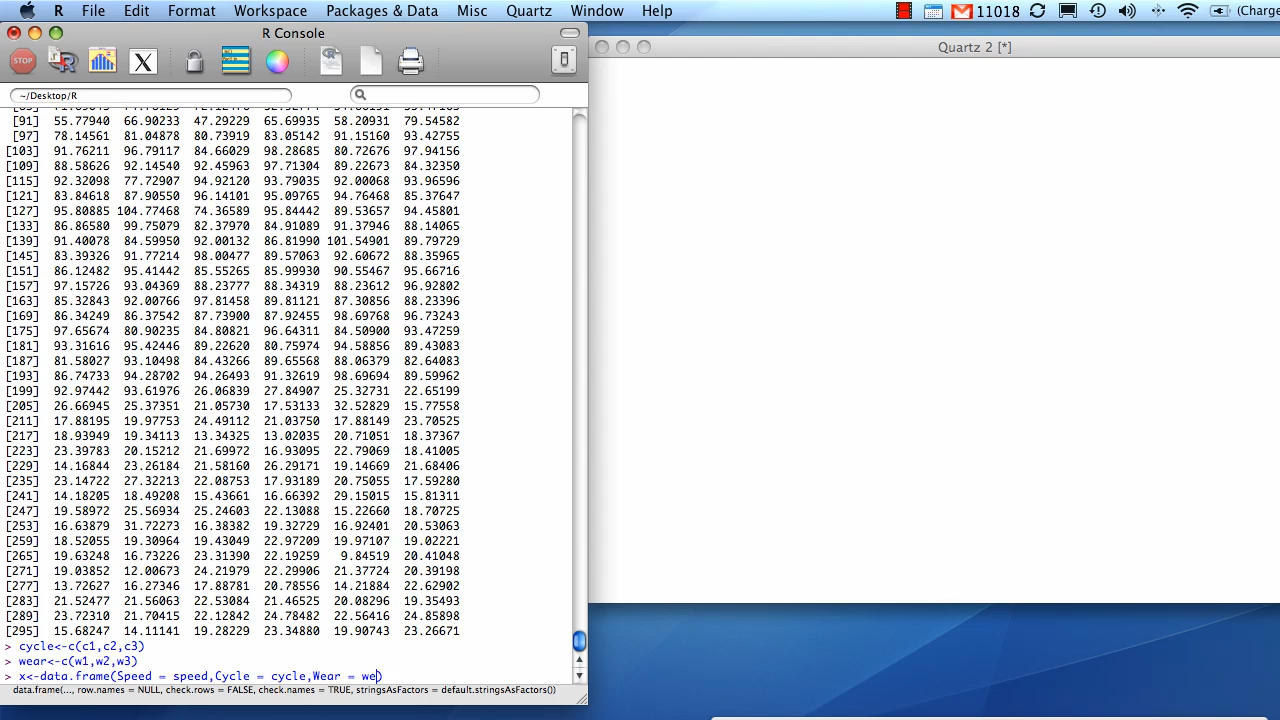 R File Edit Format Workspace Packages & Data Misc Quartz Window Help 11018 (Charge
R Console
Quartz 2 [*]
STOP
X
~/Desktop/R
[91] 55.77940 66.90233 47.29229 65.69935 58.20931 79.54582
[97] 78.14561 81.04878 80.73919 83.05142 91.15160 93.42755
[103] 91.76211 96.79117 84.66029 98.28685 80.72676 97.94156
[109] 88.58626 92.14540 92.45963 97.71304 89.22673 84.32350
[115] 92.32098 77.72907 94.92120 93.79035 92.00068 93.96596
[121] 83.84618 87.90550 96.14101 95.09765 94.76468 85.37647
[127] 95.80885 104.77468 74.36589 95.84442 89.53657 94.45801
[133] 86.86580 99.75079 82.37970 84.91089 91.37946 88.14065
[139] 91.40078 84.59950 92.00132 86.81990 101.54901 89.79729
[145] 83.39326 91.77214 98.00477 89.57063 92.60672 88.35965
[151] 86.12482 95.41442 85.55265 85.99930 90.55467 95.66716
[157] 97.15726 93.04369 88.23777 88.34319 88.23612 96.92802
[163] 85.32843 92.00766 97.81458 89.81121 87.30856 88.23396
[169] 86.34249 86.37542 87.73900 87.92455 98.69768 96.73243
[175] 97.65674 80.90235 84.80821 96.64311 84.50900 93.47259
[181] 93.31616 95.42446 89.22620 80.75974 94.58856 89.43083
[187] 81.58027 93.10498 84.43266 89.65568 88.06379 82.64083
[193] 86.74733 94.28702 94.26493 91.32619 98.69694 89.59962
[199] 92.97442 93.61976 26.06839 27.84907 25.32731 22.65199
[205] 26.66945 25.37351 21.05730 17.53133 32.52829 15.77558
[211] 17.88195 19.97753 24.49112 21.03750 17.88149 23.70525
[217] 18.93949 19.34113 13.34325 13.02035 20.71051 18.37367
[223] 23.39783 20.15212 21.69972 16.93095 22.79069 18.41005
[229] 14.16844 23.26184 21.58160 26.29171 19.14669 21.68406
[235] 23.14722 27.32213 22.08753 17.93189 20.75055 17.59280
[241] 14.18205 18.49208 15.43661 16.66392 29.15015 15.81311
[247] 19.58972 25.56934 24.03246 22.13088 15.22660 18.70725
[253] 16.63879 31.72273 16.38382 19.32729 16.92401 20.53063
[259] 18.52055 19.30964 19.43049 22.97209 19.97107 19.02221
[265] 19.63248 16.73226 23.31390 22.19259 9.84519 20.41048
[271] 19.03852 12.00673 24.21979 22.29906 21.37724 20.39198
[277] 13.72627 16.27346 17.88781 20.78556 14.21884 22.62902
[283] 21.52477 21.56063 22.53084 21.46525 20.08296 19.35493
[289] 23.72310 21.70415 22.12842 24.78482 22.56416 24.85898
[295] 15.68247 14.11141 19.28229 23.34880 19.90743 23.26671
> cycle<-c(c1,c2,c3)
> wear<-c(w1,w2,w3)
> x<-data.frame(Speed = speed,Cycle = cycle,Wear = we)
data.frame(..., row.names = NULL, check.rows = FALSE, check.names = TRUE, stringsAsFactors = default.stringsAsFactors())